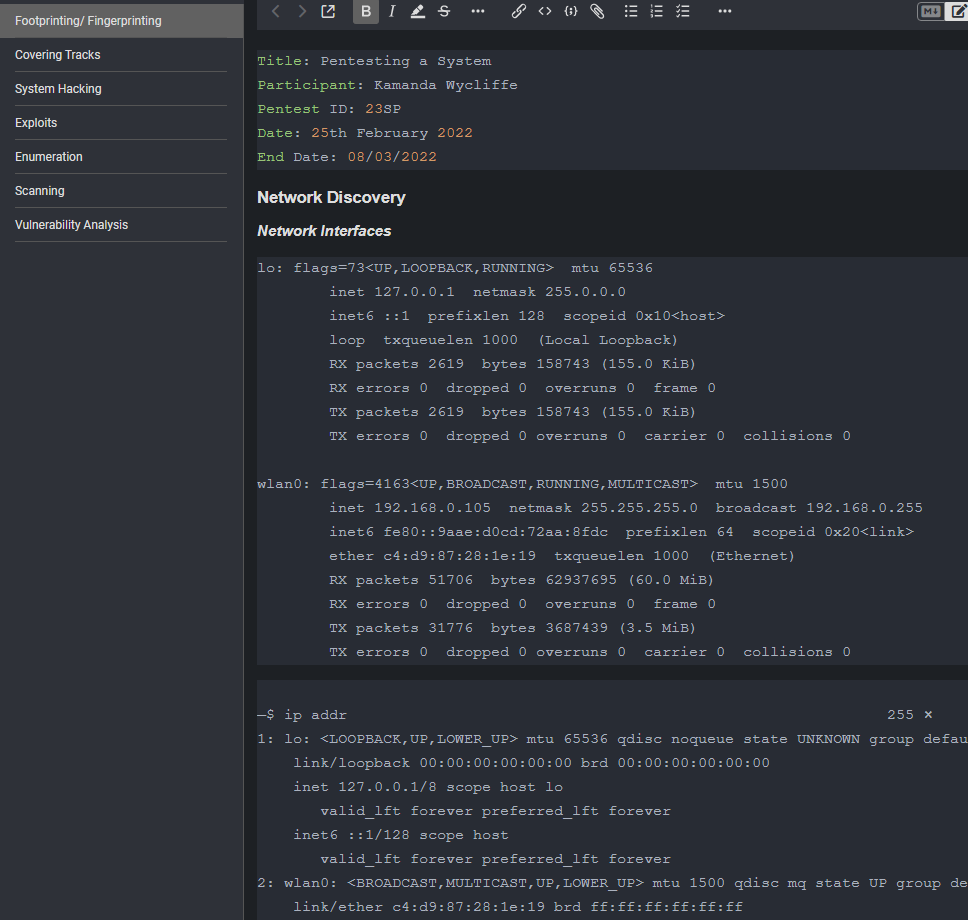 Footprinting/ Fingerprinting
Covering Tracks
System Hacking
Exploits
Enumeration
Scanning
Vulnerability Analysis
B I S
M↓
Title: Pentesting a System
Participant: Kamanda Wycliffe
Pentest ID: 23SP
Date: 25th February 2022
End Date: 08/03/2022
Network Discovery
Network Interfaces
lo: flags=73<UP,LOOPBACK,RUNNING>  mtu 65536
inet 127.0.0.1  netmask 255.0.0.0
inet6 ::1  prefixlen 128  scopeid 0x10<host>
loop  txqueuelen 1000  (Local Loopback)
RX packets 2619  bytes 158743 (155.0 KiB)
RX errors 0  dropped 0  overruns 0  frame 0
TX packets 2619  bytes 158743 (155.0 KiB)
TX errors 0  dropped 0 overruns 0  carrier 0  collisions 0
wlan0: flags=4163<UP,BROADCAST,RUNNING,MULTICAST>  mtu 1500
inet 192.168.0.105  netmask 255.255.255.0  broadcast 192.168.0.255
inet6 fe80::9aae:d0cd:72aa:8fdc  prefixlen 64  scopeid 0x20<link>
ether c4:d9:87:28:1e:19  txqueuelen 1000  (Ethernet)
RX packets 51706  bytes 62937695 (60.0 MiB)
RX errors 0  dropped 0  overruns 0  frame 0
TX packets 31776  bytes 3687439 (3.5 MiB)
TX errors 0  dropped 0 overruns 0  carrier 0  collisions 0
─$ ip addr 255 ⨯
1: lo: <LOOPBACK,UP,LOWER_UP> mtu 65536 qdisc noqueue state UNKNOWN group defau
link/loopback 00:00:00:00:00:00 brd 00:00:00:00:00:00
inet 127.0.0.1/8 scope host lo
valid_lft forever preferred_lft forever
inet6 ::1/128 scope host
valid_lft forever preferred_lft forever
2: wlan0: <BROADCAST,MULTICAST,UP,LOWER_UP> mtu 1500 qdisc mq state UP group de
link/ether c4:d9:87:28:1e:19 brd ff:ff:ff:ff:ff:ff